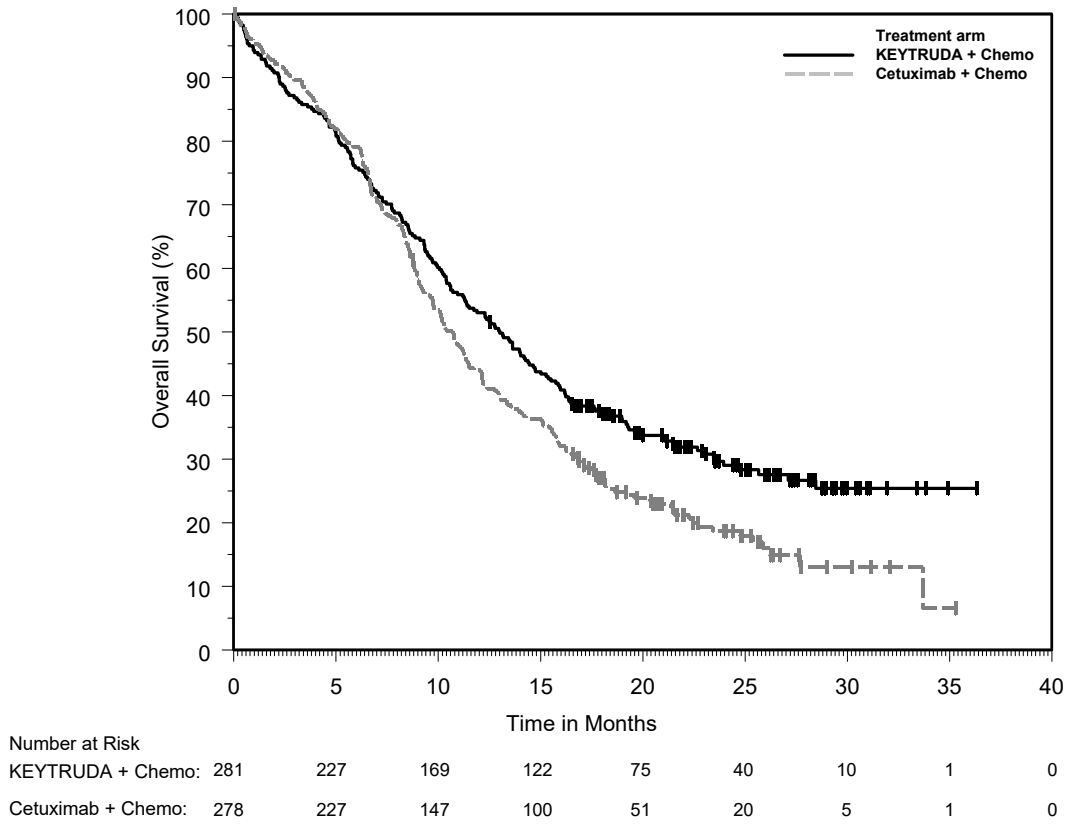 Treatment arm
KEYTRUDA + Chemo
Cetuximab + Chemo
Overall Survival (%)
100
90
80
70
60
50
40
30
20
10
0
0 5 10 15 20 25 30 35 40
Time in Months
Number at Risk
KEYTRUDA + Chemo: 281 227 169 122 75 40 10 1 0
Cetuximab + Chemo: 278 227 147 100 51 20 5 1 0